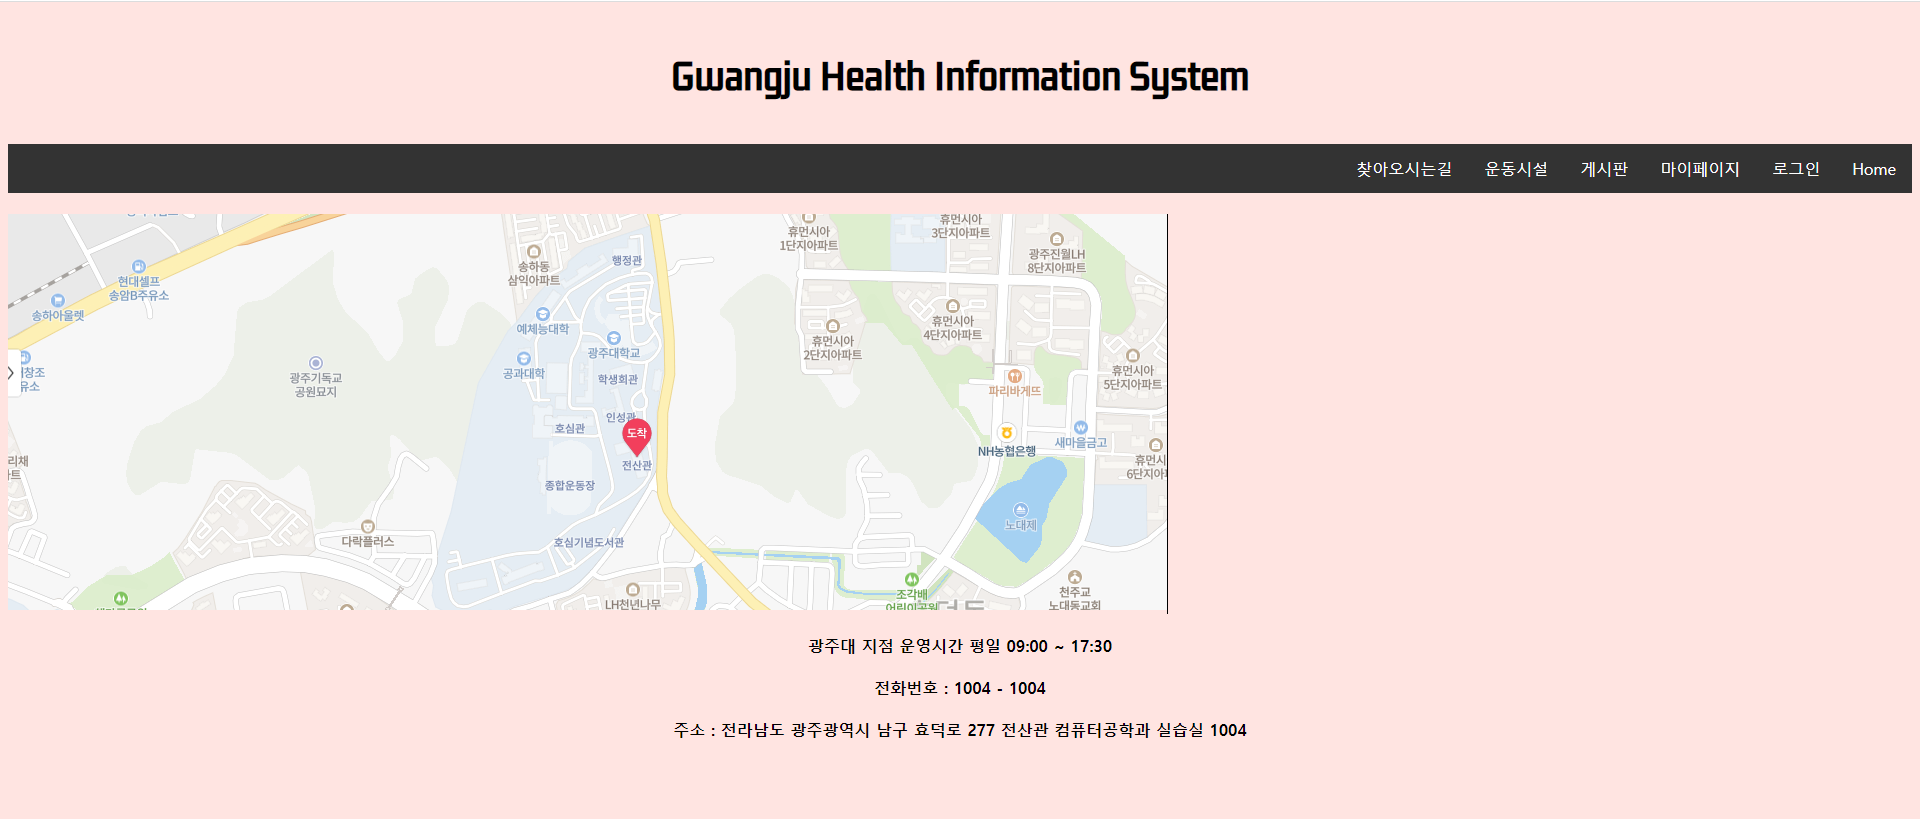 Gwangju Health Information System
찾아오시는길 운동시설 게시판 마이페이지 로그인 Home
휴먼시아
1단지아파트
휴먼시아
3단지아파트
광주진월LH
8단지아파트
행정관
송하동
삼익아파트
현대셀프
송암B주유소
송하아울렛
예체능대학
휴먼시아
4단지아파트
휴먼시아
2단지아파트
광주대학교
공과대학
학생회관
광주기독교
공원묘지
창조
유소
휴먼시아
5단지아파트
파리바게뜨
인성관
호심관
도착
전산관
새마을금고
NH농협은행
리채
트
휴먼시
6단지아파
종합운동장
노대제
다락플러스
호심기념도서관
LH천년나무
조각배
어린이공원
천주교
노대동교회
광주대 지점 운영시간 평일 09:00 ~ 17:30
전화번호 : 1004 - 1004
주소 : 전라남도 광주광역시 남구 효덕로 277 전산관 컴퓨터공학과 실습실 1004